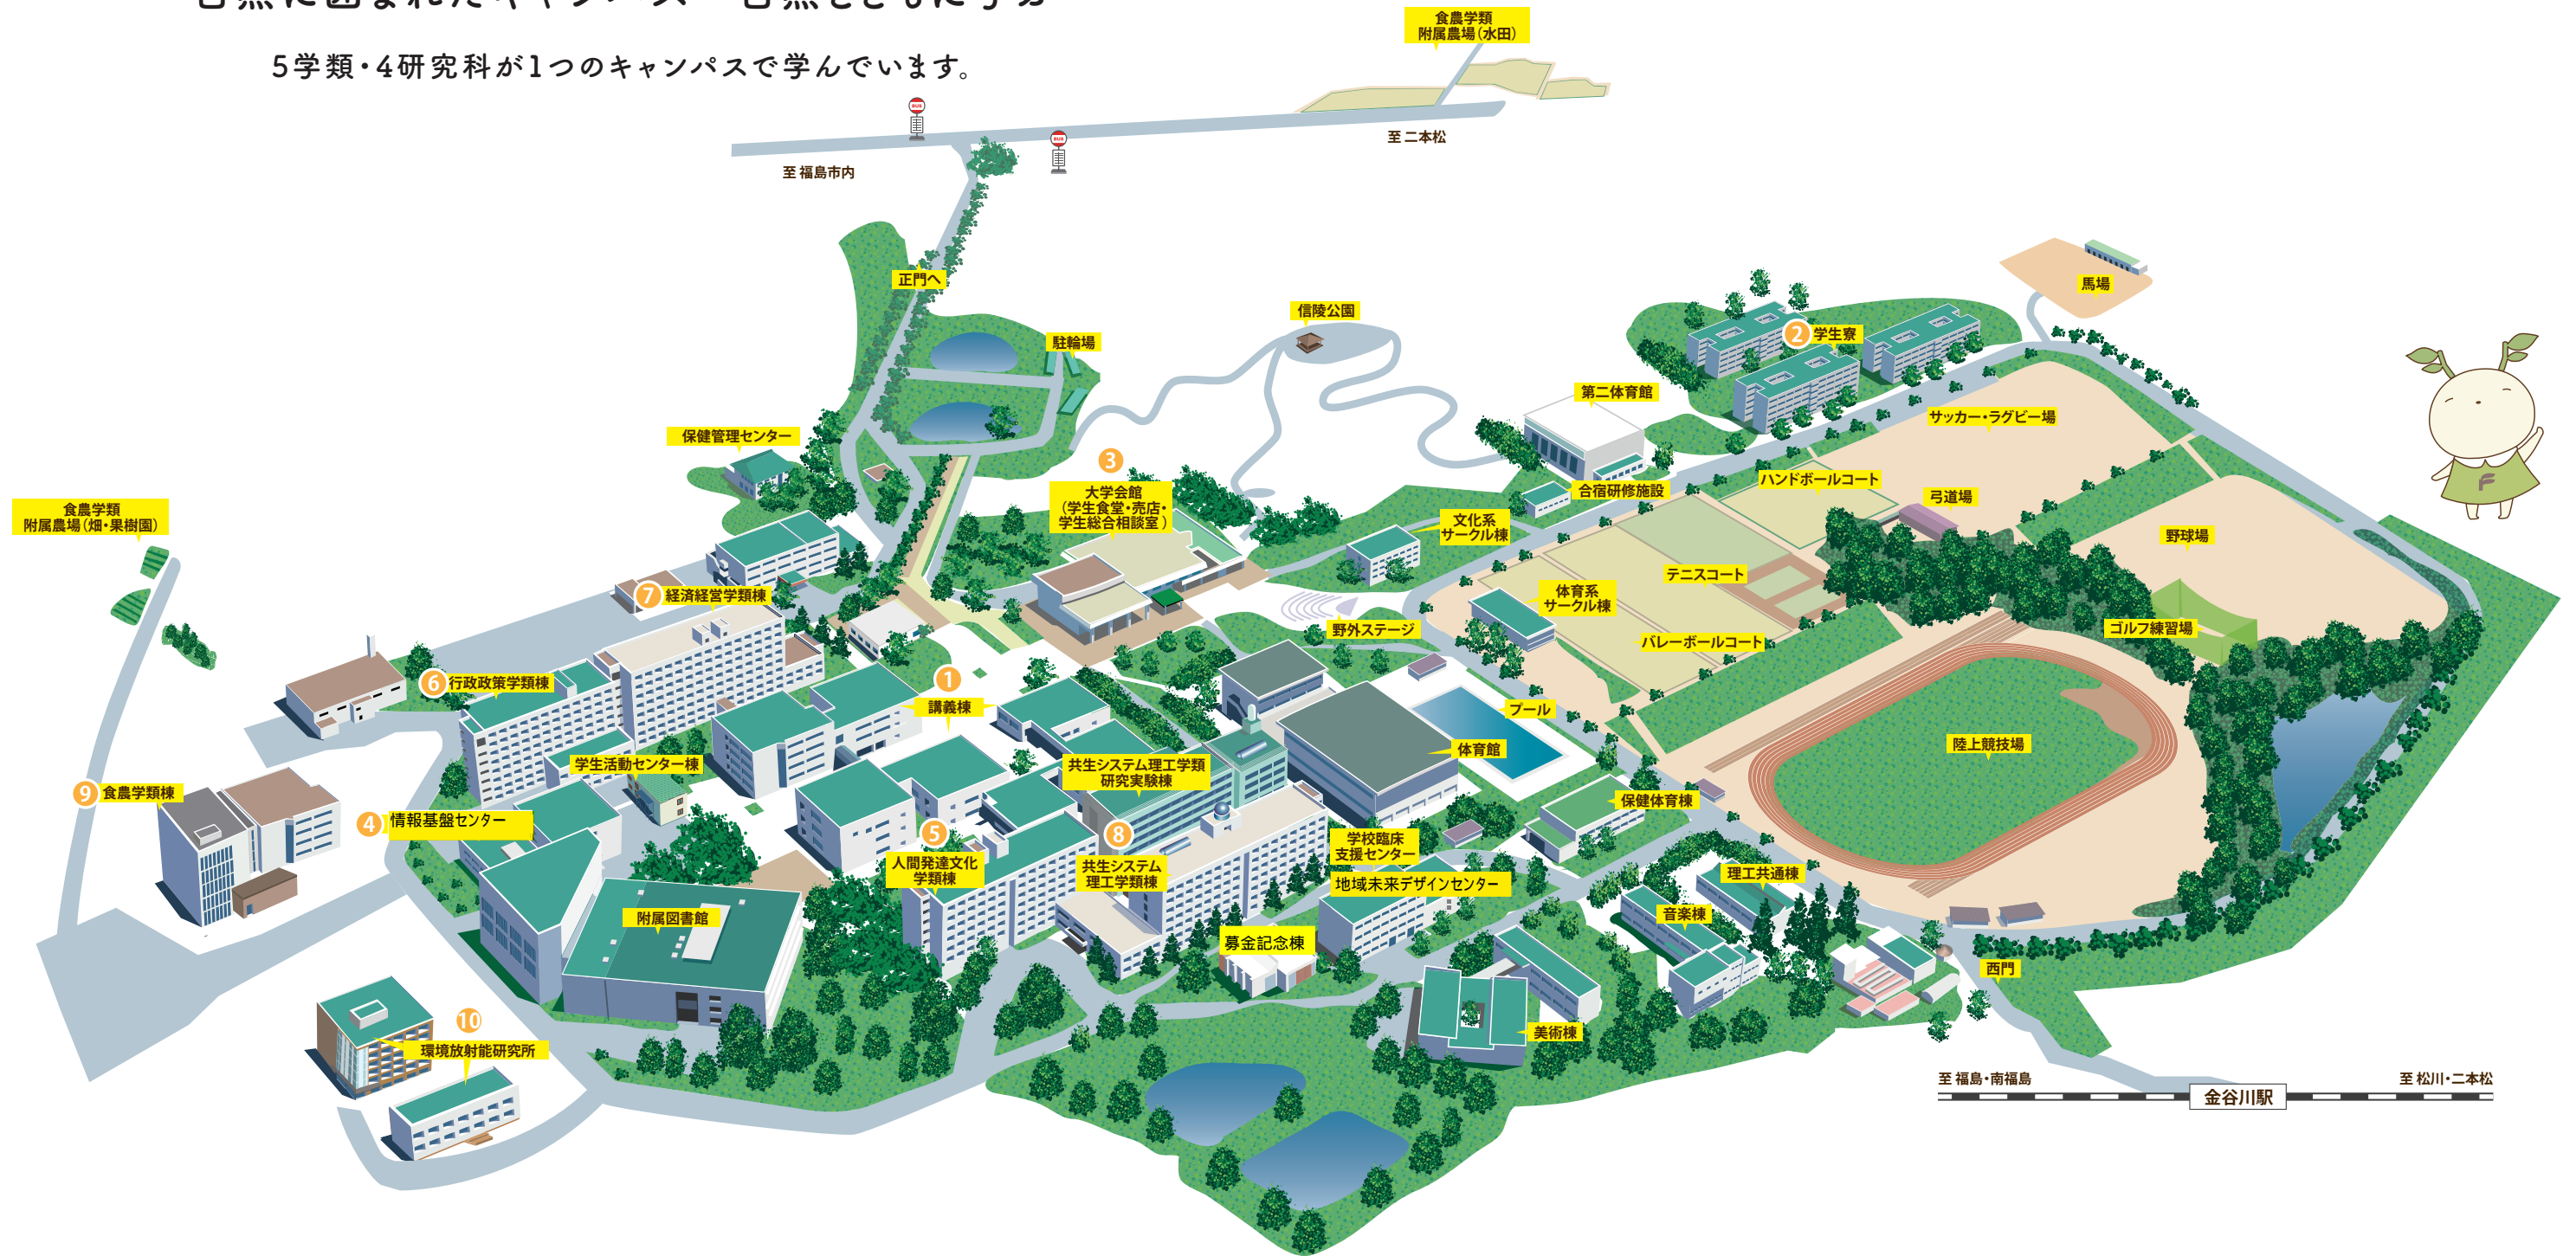 5学類・4研究科が1つのキャンパスで学んでいます。
食農学類
附属農場(水田)
BUS
BUS
至 二本松
至 福島市内
正門へ
馬場
信陵公園
駐輪場
2 学生寮
第二体育館
サッカー・ラグビー場
保健管理センター
3
大学会館
(学生食堂・売店・
学生総合相談室)
合宿研修施設
ハンドボールコート
弓道場
食農学類
附属農場(畑・果樹園)
文化系
サークル棟
野球場
テニスコート
7 経済経営学類棟
体育系
サークル棟
野外ステージ
バレーボールコート
ゴルフ練習場
6 行政政策学類棟
1
講義棟
プール
体育館
陸上競技場
学生活動センター棟
共生システム理工学類
研究実験棟
9 食農学類棟
保健体育棟
4 情報基盤センター
5
人間発達文化
学類棟
8
共生システム
理工学類棟
学校臨床
支援センター
地域未来デザインセンター
理工共通棟
附属図書館
音楽棟
募金記念棟
西門
10
環境放射能研究所
美術棟
至 福島・南福島
至 松川・二本松
金谷川駅
F